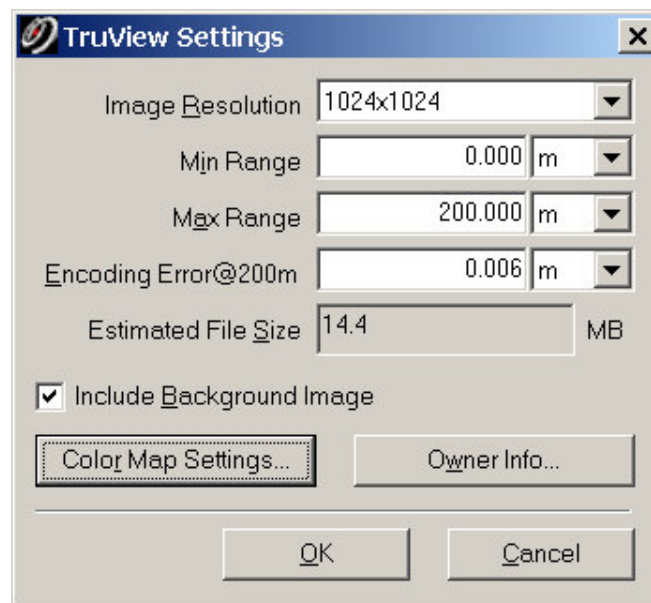 TruView Settings
Image Resolution 1024x1024
Min Range 0.000 m
Max Range 200.000 m
Encoding Error@200m 0.006 m
Estimated File Size 14.4 MB
Include Background Image
Color Map Settings... Owner Info...
OK Cancel